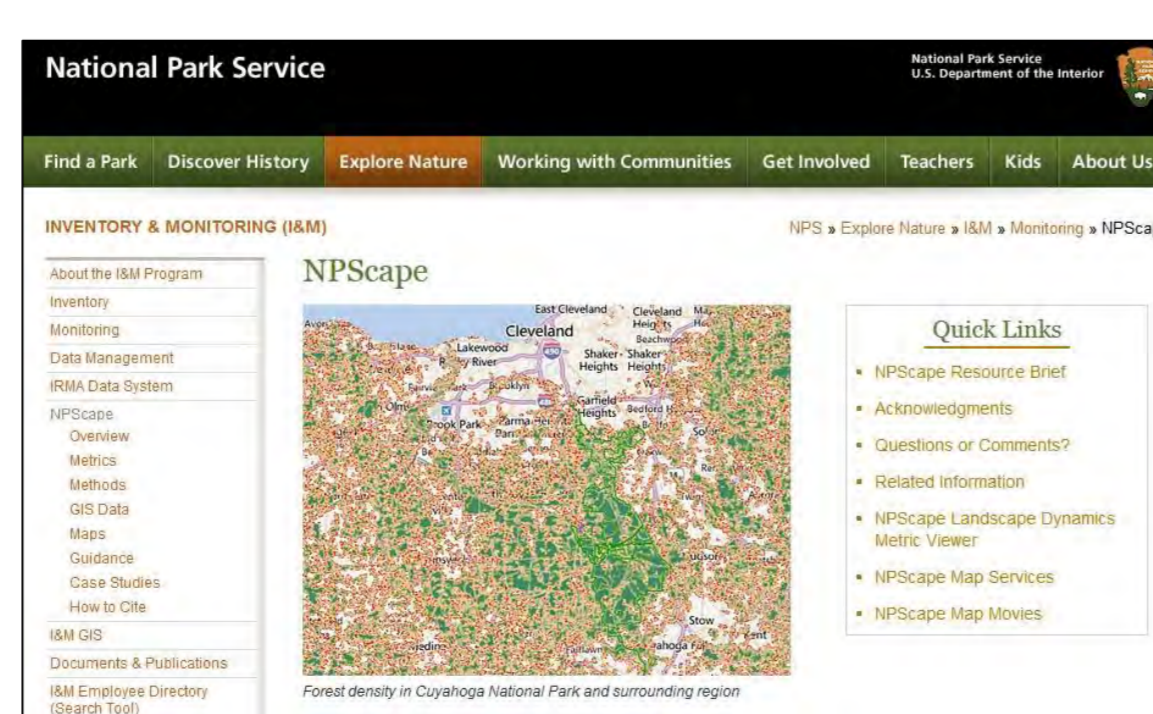 National Park Service
National Park Service
U.S. Department of the Interior
Find a Park Discover History Explore Nature Working with Communities Get Involved Teachers Kids About Us
INVENTORY & MONITORING (I&M)
NPS » Explore Nature » I&M » Monitoring » NPSca
About the I&M Program
Inventory
Monitoring
Data Management
IRMA Data System
NPScape
Overview
Metrics
Methods
GIS Data
Maps
Guidance
Case Studies
How to Cite
I&M GIS
Documents & Publications
I&M Employee Directory
(Search Tool)
NPScape
East Cleveland
Cleveland
Cleveland
Lakewood
River
Shaker
Heights
Shaker
Heights
Beachwood
Garfield
Heights
Bedford
490
Stow
Quick Links
NPScape Resource Brief
Acknowledgments
Questions or Comments?
Related Information
NPScape Landscape Dynamics
Metric Viewer
NPScape Map Services
NPScape Map Movies
Forest density in Cuyahoga National Park and surrounding region